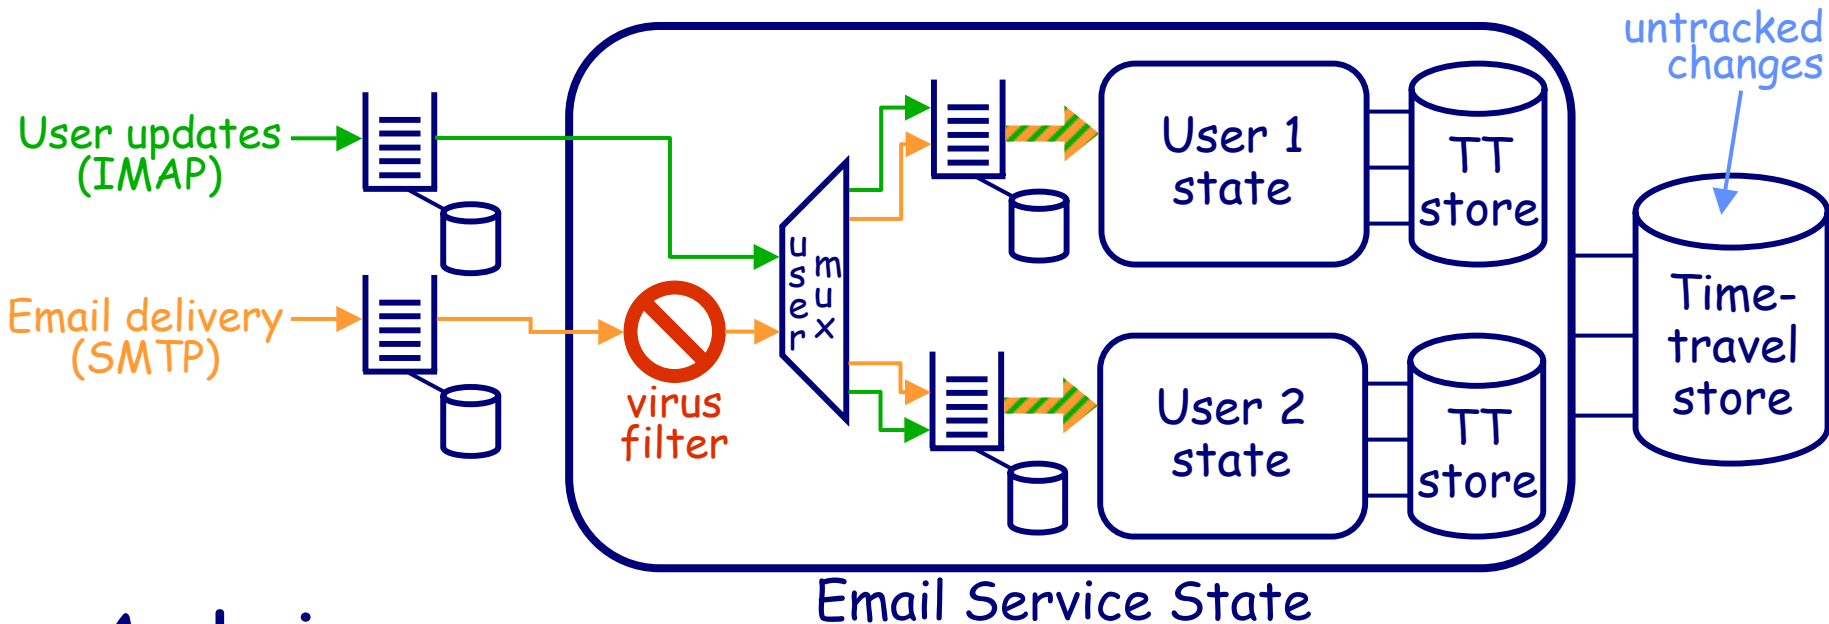 untracked
changes
User updates
(IMAP)
Email delivery
(SMTP)
virus
filter
user
mux
User 1
state
TT
store
User 2
state
TT
store
Time-
travel
store
Email Service State